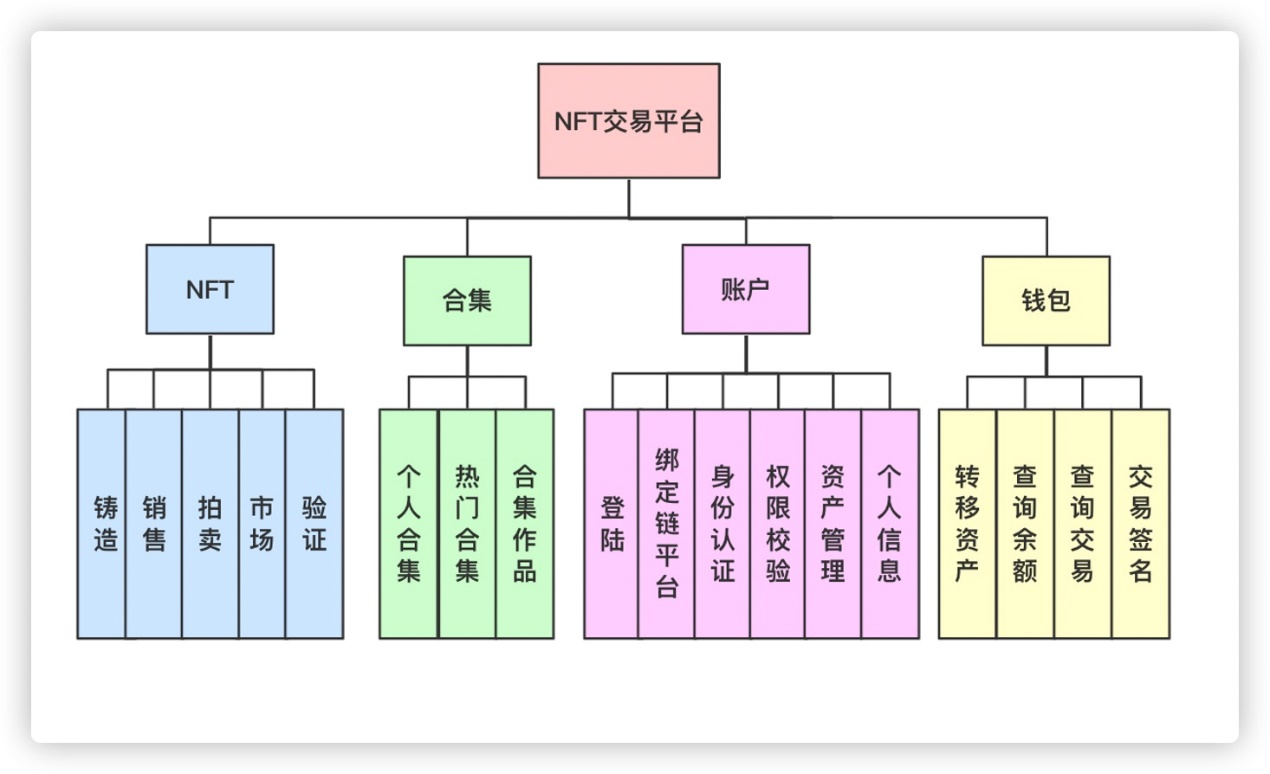 NFT交易平台
NFT
合集
账户
钱包
铸造
销售
拍卖
市场
验证
个人合集
热门合集
合集作品
登陆
绑定链平台
身份认证
权限校验
资产管理
个人信息
转移资产
查询余额
查询交易
交易签名